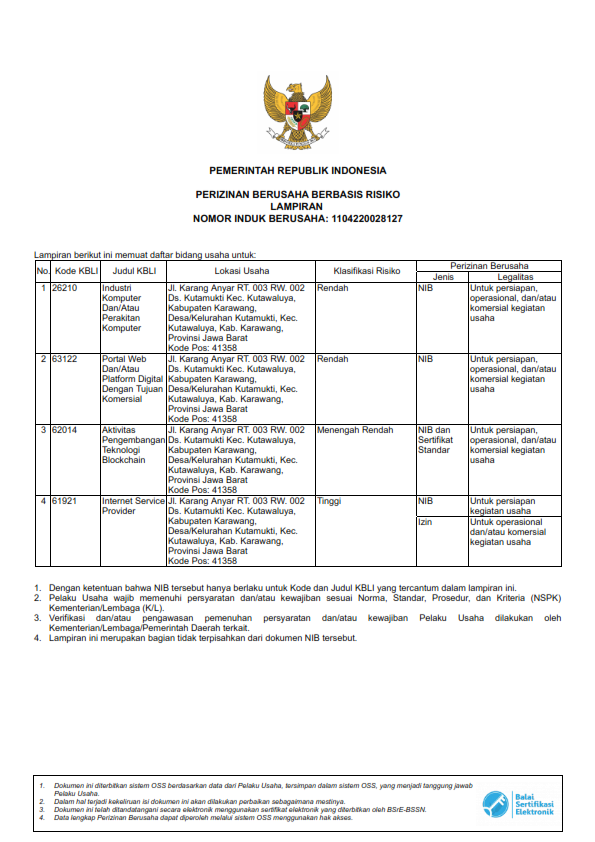 PEMERINTAH REPUBLIK INDONESIA
PERIZINAN BERUSAHA BERBASIS RISIKO
LAMPIRAN
NOMOR INDUK BERUSAHA: 1104220028127
Lampiran berikut ini memuat daftar bidang usaha untuk:
No. Kode KBLI Judul KBLI Lokasi Usaha Klasifikasi Risiko Perizinan Berusaha
Jenis Legalitas
1 26210 Industri Jl. Karang Anyar RT. 003 RW. 002 Rendah NIB Untuk persiapan,
Komputer Ds. Kutamukti Kec. Kutawaluya, operasional, dan/atau
Dan/Atau Kabupaten Karawang, komersial kegiatan
Perakitan Desa/Kelurahan Kutamukti, Kec. usaha
Komputer Kutawaluya, Kab. Karawang,
Provinsi Jawa Barat
Kode Pos: 41358
2 63122 Portal Web Jl. Karang Anyar RT. 003 RW. 002 Rendah NIB Untuk persiapan,
Dan/Atau Ds. Kutamukti Kec. Kutawaluya, operasional, dan/atau
Platform Digital Kabupaten Karawang, komersial kegiatan
Dengan Tujuan Desa/Kelurahan Kutamukti, Kec. usaha
Komersial Kutawaluya, Kab. Karawang,
Provinsi Jawa Barat
Kode Pos: 41358
3 62014 Aktivitas Jl. Karang Anyar RT. 003 RW. 002 Menengah Rendah NIB dan Untuk persiapan,
Pengembangan Ds. Kutamukti Kec. Kutawaluya, Sertifikat operasional, dan/atau
Teknologi Kabupaten Karawang, Standar komersial kegiatan
Blockchain Desa/Kelurahan Kutamukti, Kec. usaha
Kutawaluya, Kab. Karawang,
Provinsi Jawa Barat
Kode Pos: 41358
4 61921 Internet Service Jl. Karang Anyar RT. 003 RW. 002 Tinggi NIB Untuk persiapan
Provider Ds. Kutamukti Kec. Kutawaluya, kegiatan usaha
Kabupaten Karawang, Izin Untuk operasional
Desa/Kelurahan Kutamukti, Kec. dan/atau komersial
Kutawaluya, Kab. Karawang, kegiatan usaha
Provinsi Jawa Barat
Kode Pos: 41358
1. Dengan ketentuan bahwa NIB tersebut hanya berlaku untuk Kode dan Judul KBLI yang tercantum dalam lampiran ini.
2. Pelaku Usaha wajib memenuhi persyaratan dan/atau kewajiban sesuai Norma, Standar, Prosedur, dan Kriteria (NSPK)
Kementerian/Lembaga (K/L).
3. Verifikasi dan/atau pengawasan pemenuhan persyaratan dan/atau kewajiban Pelaku Usaha dilakukan oleh
Kementerian/Lembaga/Pemerintah Daerah terkait.
4. Lampiran ini merupakan bagian tidak terpisahkan dari dokumen NIB tersebut.
1. Dokumen ini diterbitkan sistem OSS berdasarkan data dari Pelaku Usaha, tersimpan dalam sistem OSS, yang menjadi tanggung jawab
Pelaku Usaha.
2. Dalam hal terjadi kekeliruan isi dokumen ini akan dilakukan perbaikan sebagaimana mestinya.
3. Dokumen ini telah ditandatangani secara elektronik menggunakan sertifikat elektronik yang diterbitkan oleh BSrE-BSSN.
4. Data lengkap Perizinan Berusaha dapat diperoleh melalui sistem OSS menggunakan hak akses.
Balai
Sertifikasi
Elektronik